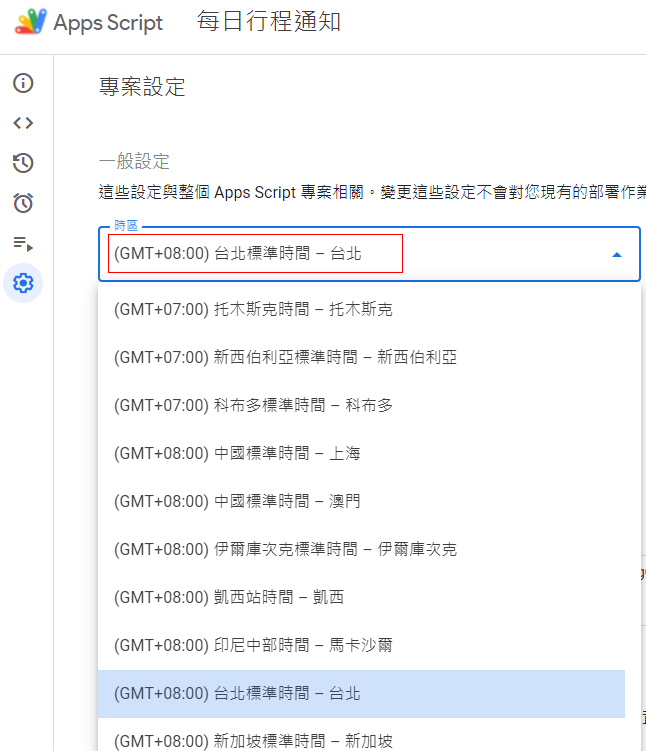 Apps Script 每日行程通知
專案設定
一般設定
這些設定與整個 Apps Script 專案相關。變更這些設定不會對您現有的部署作業
時區
(GMT+08:00) 台北標準時間 – 台北
(GMT+07:00) 托木斯克時間 – 托木斯克
(GMT+07:00) 新西伯利亞標準時間 – 新西伯利亞
(GMT+07:00) 科布多標準時間 – 科布多
(GMT+08:00) 中國標準時間 – 上海
(GMT+08:00) 中國標準時間 – 澳門
(GMT+08:00) 伊爾庫次克標準時間 – 伊爾庫次克
(GMT+08:00) 凱西站時間 – 凱西
(GMT+08:00) 印尼中部時間 – 馬卡沙爾
(GMT+08:00) 台北標準時間 – 台北
(GMT+08:00) 新加坡標準時間 – 新加坡